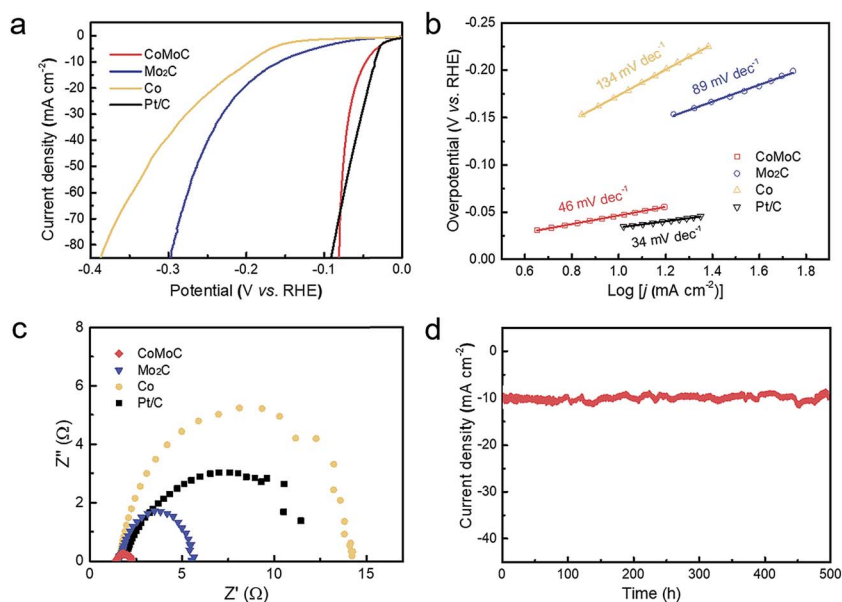 a
0
-10
-20
-30
-40
-50
-60
-70
-80
Current density (mA cm⁻²)
CoMoC
Mo₂C
Co
Pt/C
-0.4
-0.3
-0.2
-0.1
0.0
Potential (V vs. RHE)
b
-0.25
-0.20
-0.15
-0.10
-0.05
0.00
Overpotential (V vs. RHE)
134 mV dec⁻¹
89 mV dec⁻¹
CoMoC
Mo₂C
Co
Pt/C
46 mV dec⁻¹
34 mV dec⁻¹
0.6
0.8
1.0
1.2
1.4
1.6
1.8
Log [j (mA cm⁻²)]
c
8
6
4
2
0
Z'' (Ω)
CoMoC
Mo₂C
Co
Pt/C
0
5
10
15
Z' (Ω)
d
0
-10
-20
-30
-40
Current density (mA cm⁻²)
0
100
200
300
400
500
Time (h)